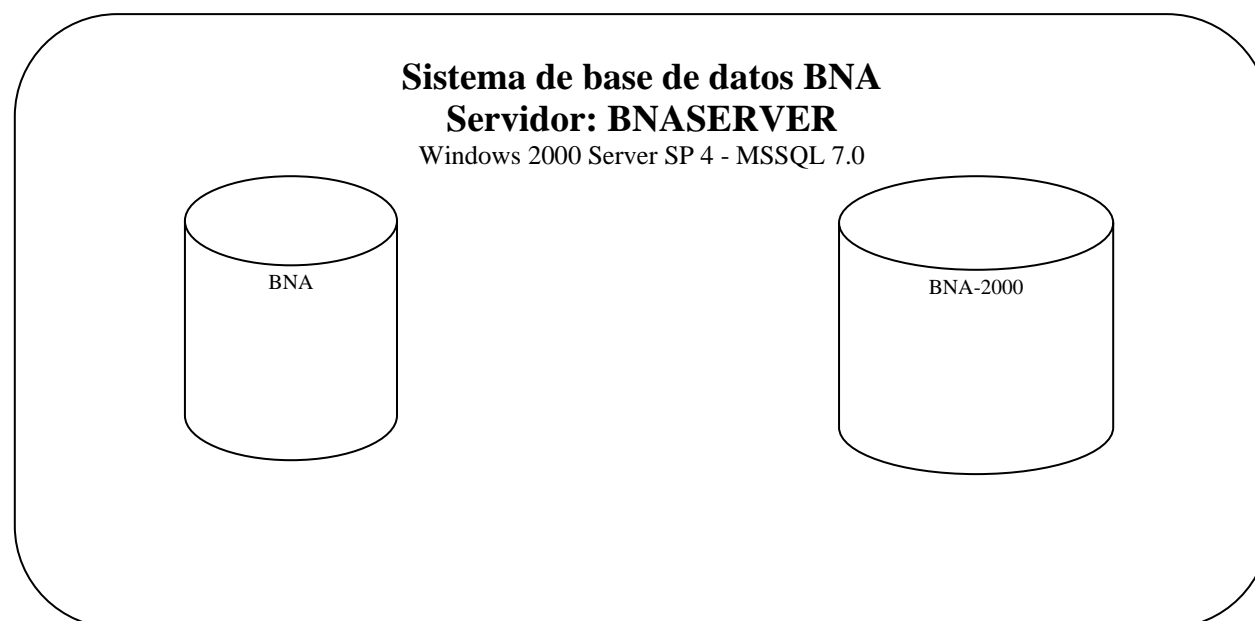 Sistema de base de datos BNA
Servidor: BNASERVER
Windows 2000 Server SP 4 - MSSQL 7.0
BNA
BNA-2000